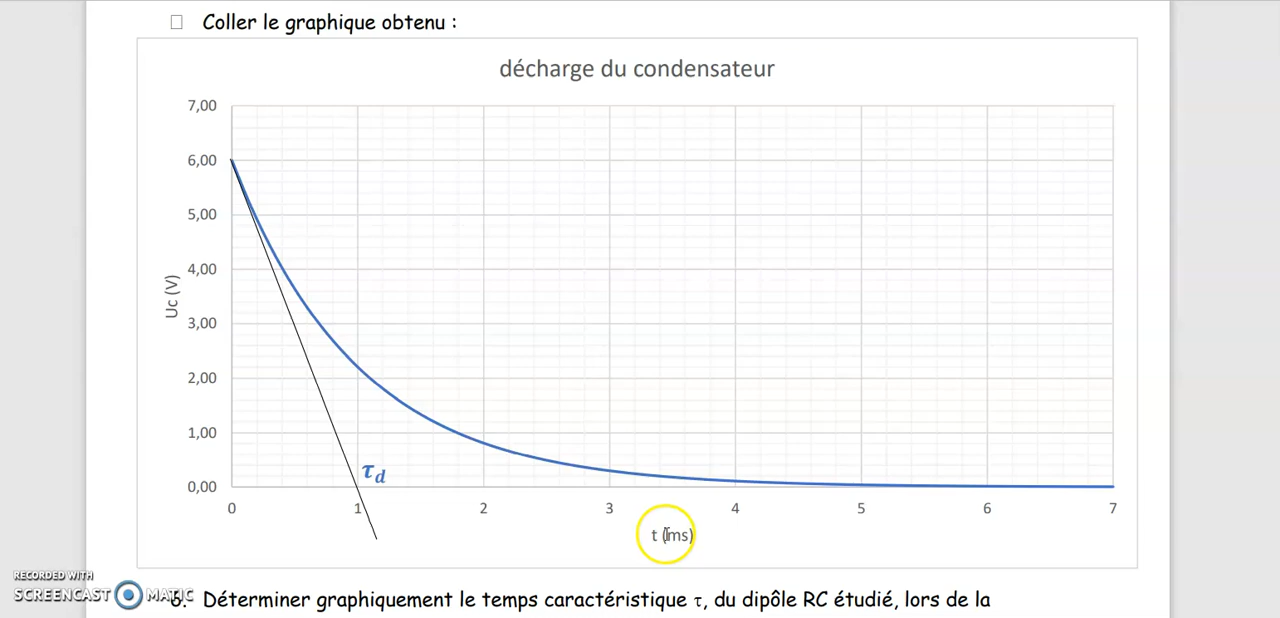 □ Coller le graphique obtenu :
décharge du condensateur
7,00
6,00
5,00
4,00
3,00
2,00
1,00
0,00
Uc (V)
τd
0 1 2 3 4 5 6 7
t (ms)
RECORDED WITH
SCREENCAST MATIC
6. Déterminer graphiquement le temps caractéristique τ, du dipôle RC étudié, lors de la